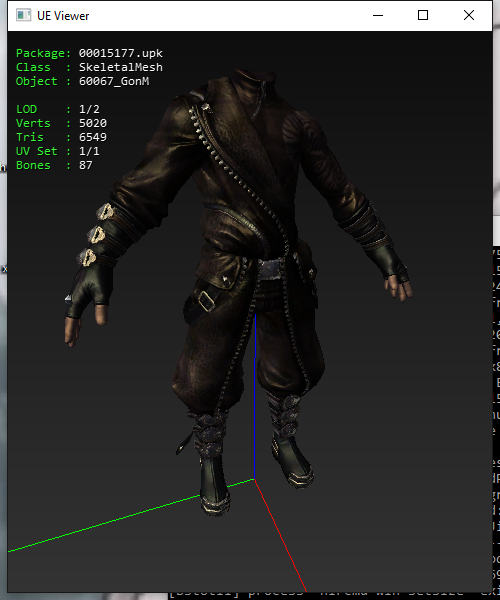 UE Viewer
Package: 00015177.upk
Class : SkeletalMesh
Object : 60067_GonM
LOD : 1/2
Verts : 5020
Tris : 6549
UV Set : 1/1
Bones : 87